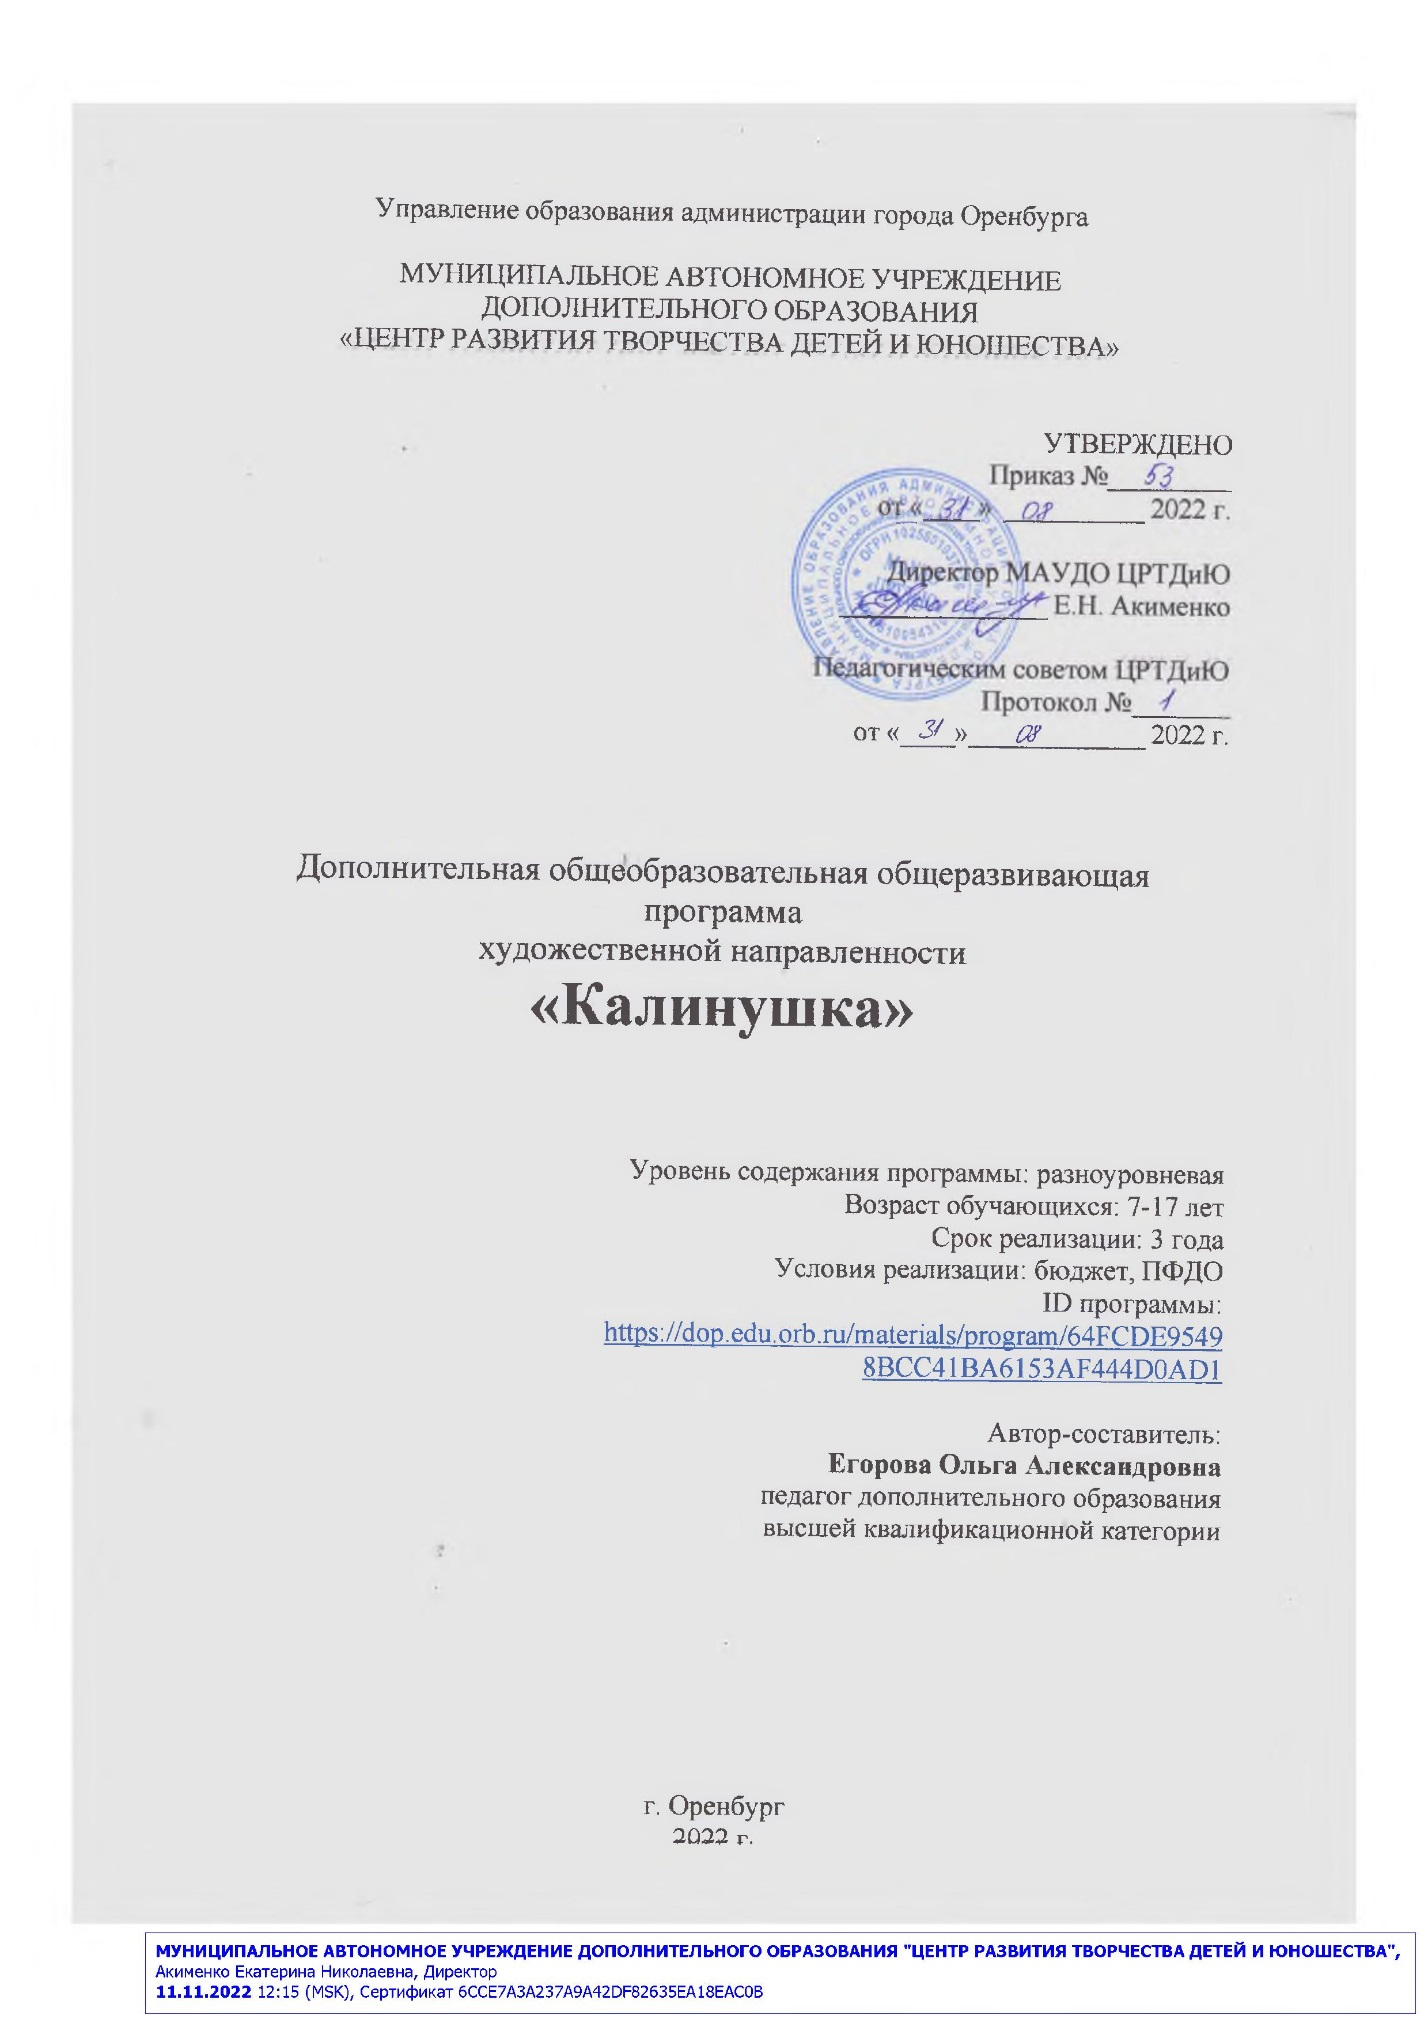 Управление образования администрации города Оренбурга
МУНИЦИПАЛЬНОЕ АВТОНОМНОЕ УЧРЕЖДЕНИЕ
ДОПОЛНИТЕЛЬНОГО ОБРАЗОВАНИЯ
«ЦЕНТР РАЗВИТИЯ ТВОРЧЕСТВА ДЕТЕЙ И ЮНОШЕСТВА»
УТВЕРЖДЕНО
Приказ № 53
от «31» 08 2022 г.
Директор МАУДО ЦРТДиЮ
Е.Н. Акименко
Педагогическим советом ЦРТДиЮ
Протокол № 1
от «31» 08 2022 г.
Дополнительная общеобразовательная общеразвивающая
программа
художественной направленности
«Калинушка»
Уровень содержания программы: разноуровневая
Возраст обучающихся: 7-17 лет
Срок реализации: 3 года
Условия реализации: бюджет, ПФДО
ID программы:
https://dop.edu.orb.ru/materials/program/64FCDE9549
8BCC41BA6153AF444D0AD1
Автор-составитель:
Егорова Ольга Александровна
педагог дополнительного образования
высшей квалификационной категории
г. Оренбург
2022 г.
МУНИЦИПАЛЬНОЕ АВТОНОМНОЕ УЧРЕЖДЕНИЕ ДОПОЛНИТЕЛЬНОГО ОБРАЗОВАНИЯ "ЦЕНТР РАЗВИТИЯ ТВОРЧЕСТВА ДЕТЕЙ И ЮНОШЕСТВА",
Акименко Екатерина Николаевна, Директор
11.11.2022 12:15 (MSK), Сертификат 6CCE7A3A237A9A42DF82635EA18EAC0B